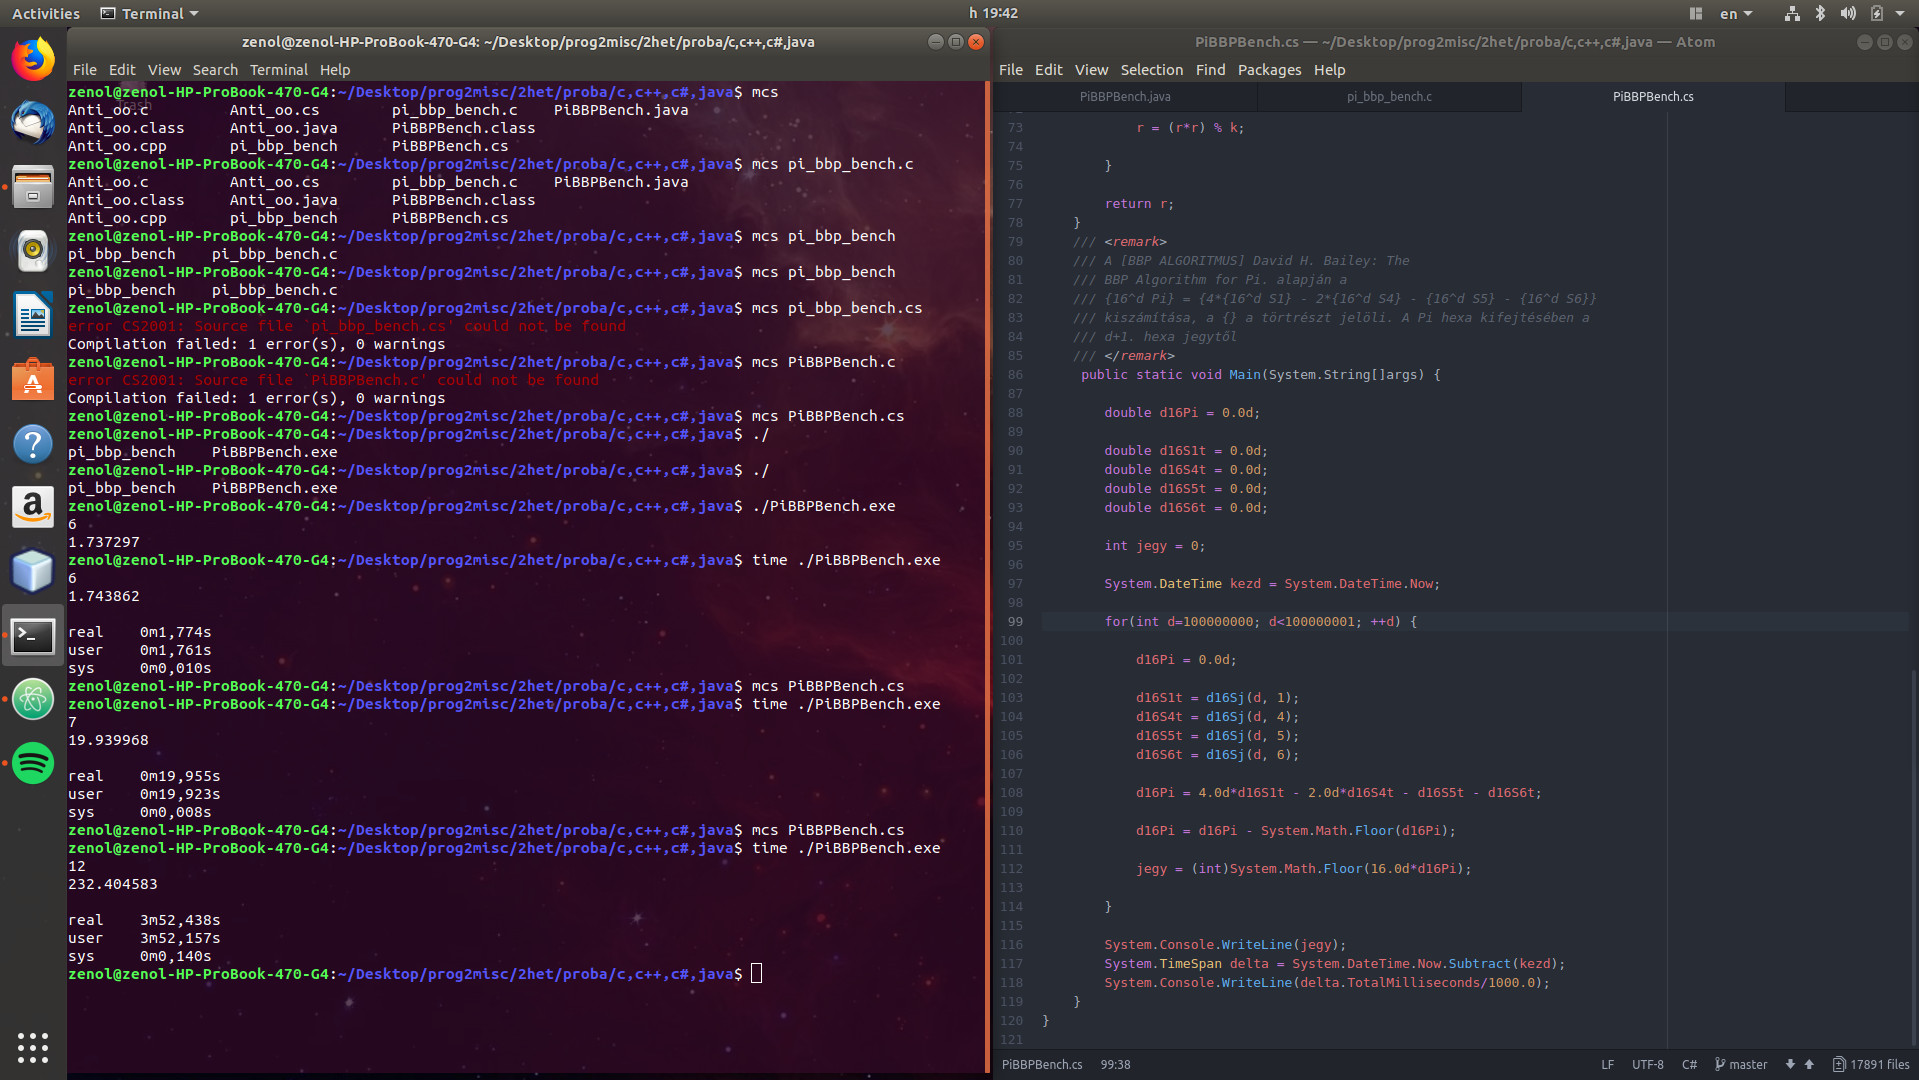 Activities
Terminal
h 19:42
en
zenol@zenol-HP-ProBook-470-G4: ~/Desktop/prog2misc/2het/proba/c,c++,c#,java
File Edit View Search Terminal Help
Trash
zenol@zenol-HP-ProBook-470-G4:~/Desktop/prog2misc/2het/proba/c,c++,c#,java$ mcs
Anti_oo.c Anti_oo.cs pi_bbp_bench.c PiBBPBench.java
Anti_oo.class Anti_oo.java PiBBPBench.class
Anti_oo.cpp pi_bbp_bench PiBBPBench.cs
zenol@zenol-HP-ProBook-470-G4:~/Desktop/prog2misc/2het/proba/c,c++,c#,java$ mcs pi_bbp_bench.c
Anti_oo.c Anti_oo.cs pi_bbp_bench.c PiBBPBench.java
Anti_oo.class Anti_oo.java PiBBPBench.class
Anti_oo.cpp pi_bbp_bench PiBBPBench.cs
zenol@zenol-HP-ProBook-470-G4:~/Desktop/prog2misc/2het/proba/c,c++,c#,java$ mcs pi_bbp_bench
pi_bbp_bench pi_bbp_bench.c
zenol@zenol-HP-ProBook-470-G4:~/Desktop/prog2misc/2het/proba/c,c++,c#,java$ mcs pi_bbp_bench
pi_bbp_bench pi_bbp_bench.c
zenol@zenol-HP-ProBook-470-G4:~/Desktop/prog2misc/2het/proba/c,c++,c#,java$ mcs pi_bbp_bench.cs
error CS2001: Source file `pi_bbp_bench.cs' could not be found
Compilation failed: 1 error(s), 0 warnings
zenol@zenol-HP-ProBook-470-G4:~/Desktop/prog2misc/2het/proba/c,c++,c#,java$ mcs PiBBPBench.c
error CS2001: Source file `PiBBPBench.c' could not be found
Compilation failed: 1 error(s), 0 warnings
zenol@zenol-HP-ProBook-470-G4:~/Desktop/prog2misc/2het/proba/c,c++,c#,java$ mcs PiBBPBench.cs
zenol@zenol-HP-ProBook-470-G4:~/Desktop/prog2misc/2het/proba/c,c++,c#,java$ ./
pi_bbp_bench PiBBPBench.exe
zenol@zenol-HP-ProBook-470-G4:~/Desktop/prog2misc/2het/proba/c,c++,c#,java$ ./
pi_bbp_bench PiBBPBench.exe
zenol@zenol-HP-ProBook-470-G4:~/Desktop/prog2misc/2het/proba/c,c++,c#,java$ ./PiBBPBench.exe
6
1.737297
zenol@zenol-HP-ProBook-470-G4:~/Desktop/prog2misc/2het/proba/c,c++,c#,java$ time ./PiBBPBench.exe
6
1.743862
real 0m1,774s
user 0m1,761s
sys 0m0,010s
zenol@zenol-HP-ProBook-470-G4:~/Desktop/prog2misc/2het/proba/c,c++,c#,java$ mcs PiBBPBench.cs
zenol@zenol-HP-ProBook-470-G4:~/Desktop/prog2misc/2het/proba/c,c++,c#,java$ time ./PiBBPBench.exe
7
19.939968
real 0m19,955s
user 0m19,923s
sys 0m0,008s
zenol@zenol-HP-ProBook-470-G4:~/Desktop/prog2misc/2het/proba/c,c++,c#,java$ mcs PiBBPBench.cs
zenol@zenol-HP-ProBook-470-G4:~/Desktop/prog2misc/2het/proba/c,c++,c#,java$ time ./PiBBPBench.exe
12
232.404583
real 3m52,438s
user 3m52,157s
sys 0m0,140s
zenol@zenol-HP-ProBook-470-G4:~/Desktop/prog2misc/2het/proba/c,c++,c#,java$
PiBBPBench.cs — ~/Desktop/prog2misc/2het/proba/c,c++,c#,java — Atom
File Edit View Selection Find Packages Help
PiBBPBench.java pi_bbp_bench.c PiBBPBench.cs
73 r = (r*r) % k;
74
75 }
76
77 return r;
78 }
79 /// <remark>
80 /// A [BBP ALGORITMUS] David H. Bailey: The
81 /// BBP Algorithm for Pi. alapján a
82 /// {16^d Pi} = {4*{16^d S1} - 2*{16^d S4} - {16^d S5} - {16^d S6}}
83 /// kiszámítása, a {} a törtrészt jelöli. A Pi hexa kifejtésében a
84 /// d+1. hexa jegytől
85 /// </remark>
86 public static void Main(System.String[]args) {
87
88 double d16Pi = 0.0d;
89
90 double d16S1t = 0.0d;
91 double d16S4t = 0.0d;
92 double d16S5t = 0.0d;
93 double d16S6t = 0.0d;
94
95 int jegy = 0;
96
97 System.DateTime kezd = System.DateTime.Now;
98
99 for(int d=100000000; d<100000001; ++d) {
100
101 d16Pi = 0.0d;
102
103 d16S1t = d16Sj(d, 1);
104 d16S4t = d16Sj(d, 4);
105 d16S5t = d16Sj(d, 5);
106 d16S6t = d16Sj(d, 6);
107
108 d16Pi = 4.0d*d16S1t - 2.0d*d16S4t - d16S5t - d16S6t;
109
110 d16Pi = d16Pi - System.Math.Floor(d16Pi);
111
112 jegy = (int)System.Math.Floor(16.0d*d16Pi);
113
114 }
115
116 System.Console.WriteLine(jegy);
117 System.TimeSpan delta = System.DateTime.Now.Subtract(kezd);
118 System.Console.WriteLine(delta.TotalMilliseconds/1000.0);
119 }
120 }
121
PiBBPBench.cs 99:38 LF UTF-8 C# master 17891 files